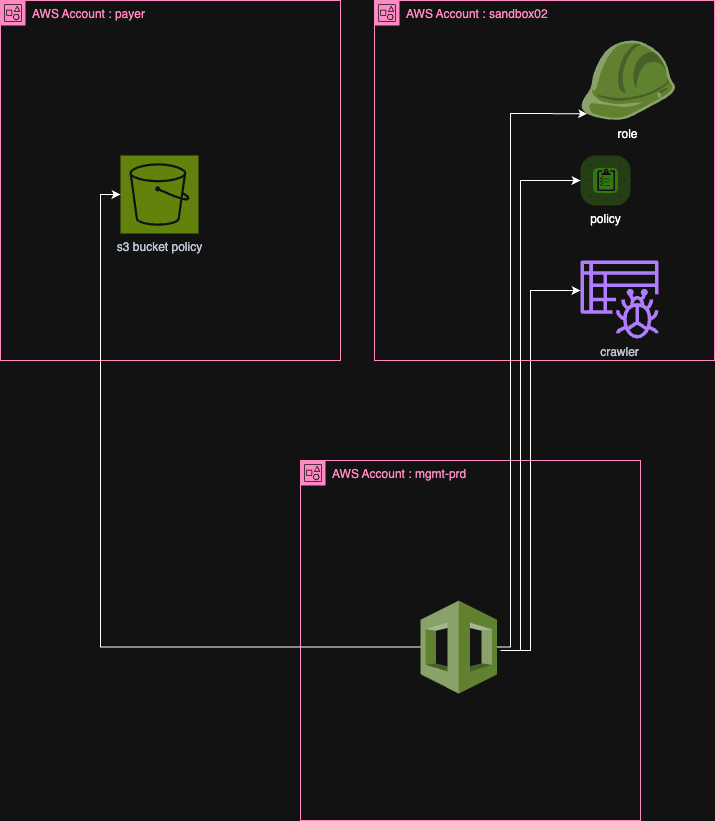 AWS Account : payer
AWS Account : sandbox02
role
s3 bucket policy
policy
crawler
AWS Account : mgmt-prd